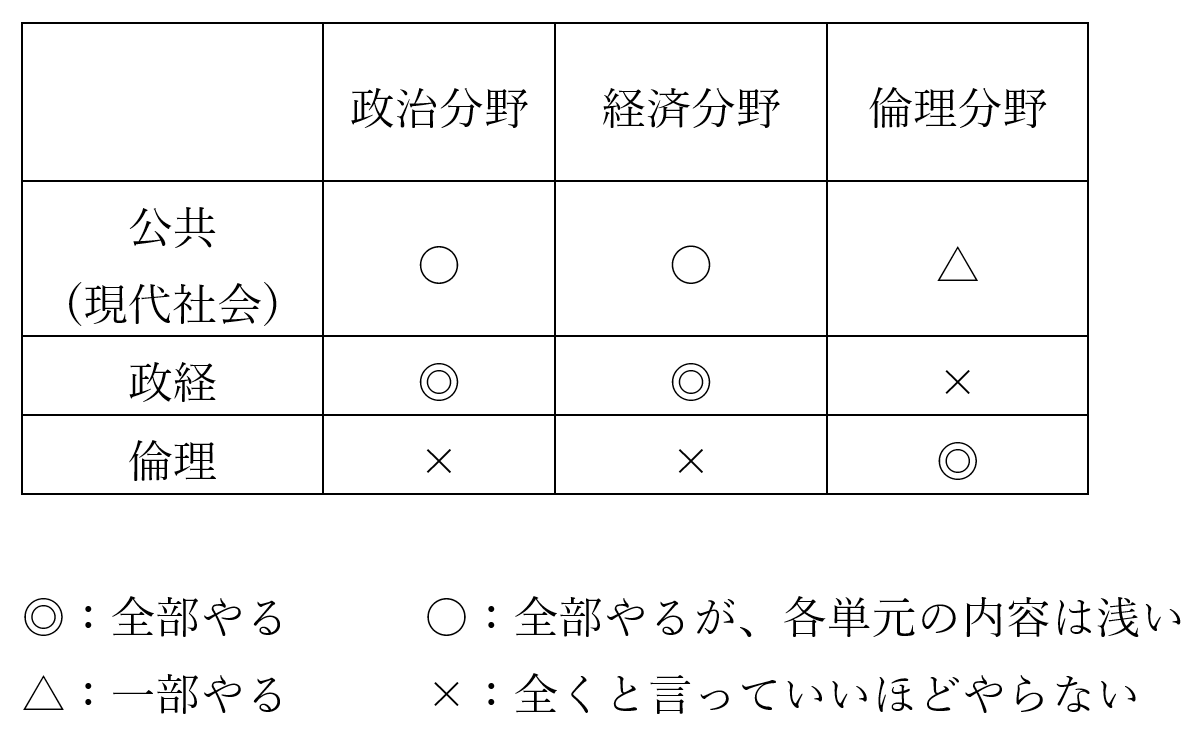 政治分野 経済分野 倫理分野
公共
(現代社会)
○ ○ △
政経 ◎ ◎ ×
倫理 × × ◎
◎：全部やる ○：全部やるが、各単元の内容は浅い
△：一部やる ×：全くと言っていいほどやらない